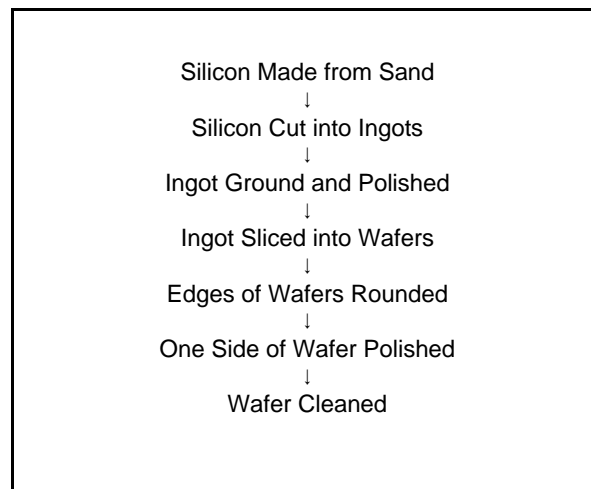 Silicon Made from Sand
↓
Silicon Cut into Ingots
↓
Ingot Ground and Polished
↓
Ingot Sliced into Wafers
↓
Edges of Wafers Rounded
↓
One Side of Wafer Polished
↓
Wafer Cleaned